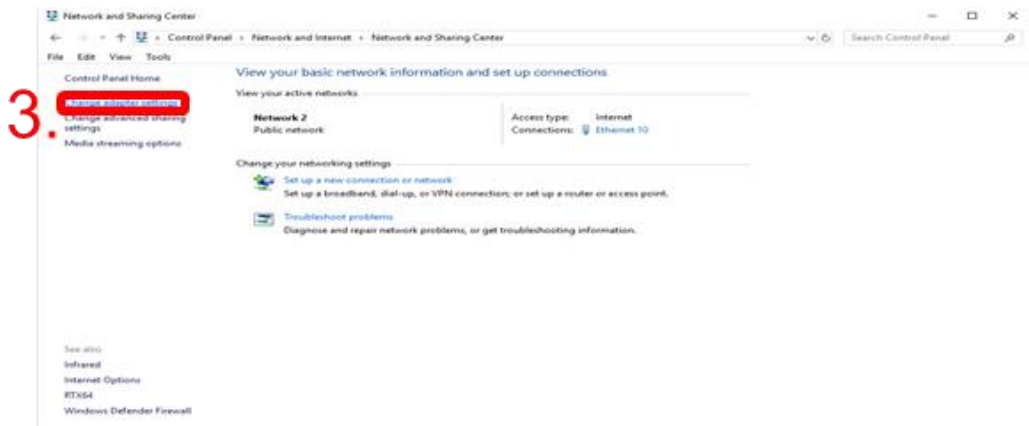 Network and Sharing Center
Control Panel › Network and Internet › Network and Sharing Center
Search Control Panel
File Edit View Tools
Control Panel Home
3.
Change adapter settings
Change advanced sharing
settings
Media streaming options
View your basic network information and set up connections
View your active networks
Network 2
Public network
Access type: Internet
Connections: Ethernet 10
Change your networking settings
Set up a new connection or network
Set up a broadband, dial-up, or VPN connection; or set up a router or access point.
Troubleshoot problems
Diagnose and repair network problems, or get troubleshooting information.
See also
Infrared
Internet Options
RTX64
Windows Defender Firewall